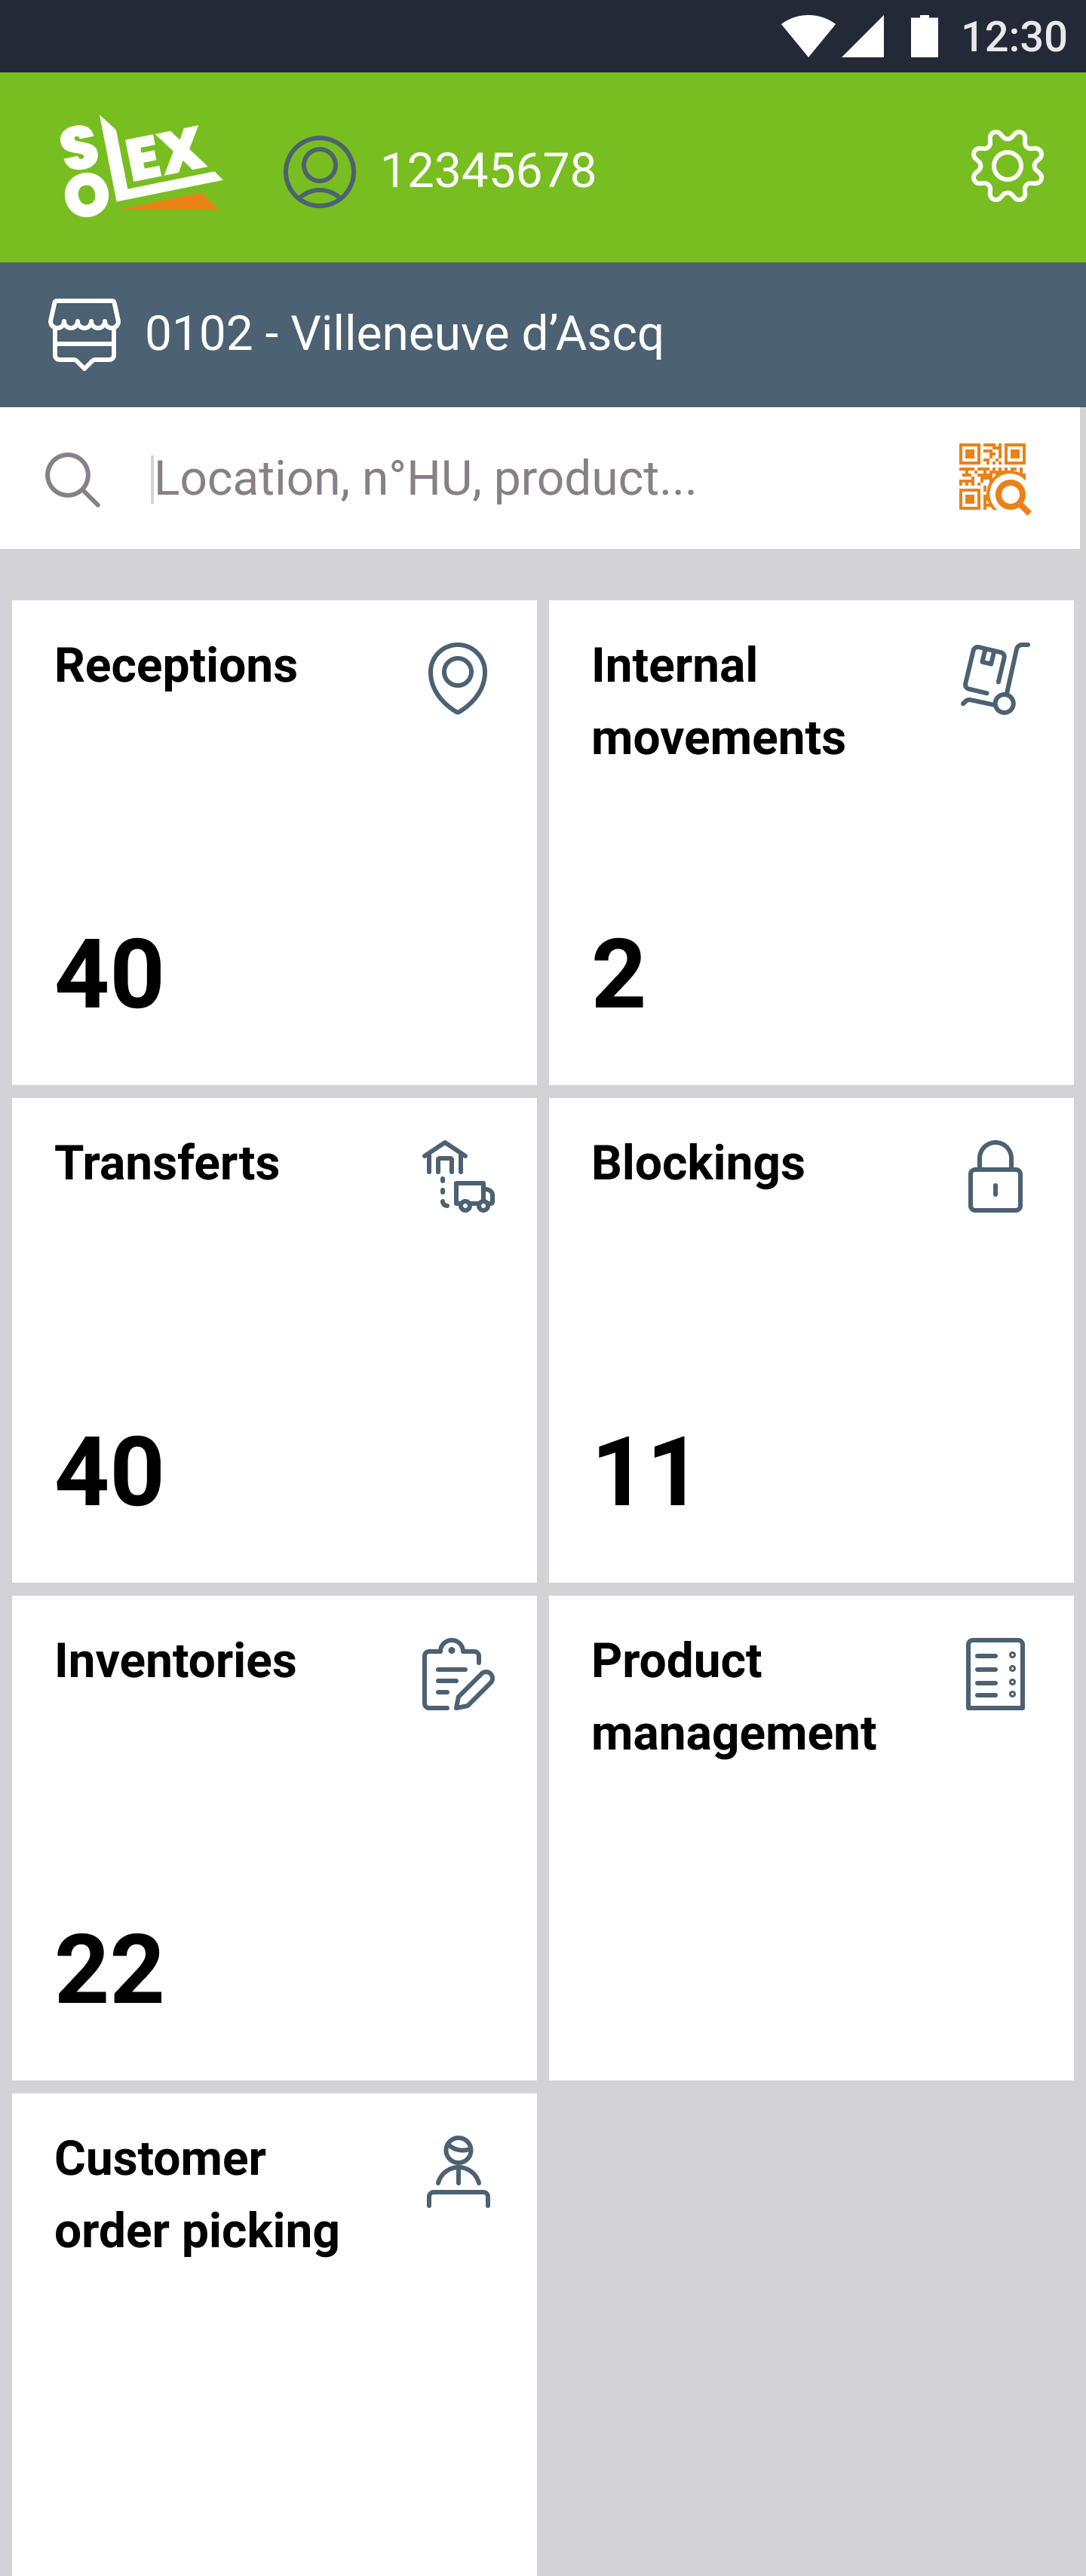 12:30
SOLEX
12345678
0102 - Villeneuve d’Ascq
Location, n°HU, product...
Receptions
40
Internal
movements
2
Transferts
40
Blockings
11
Inventories
22
Product
management
Customer
order picking